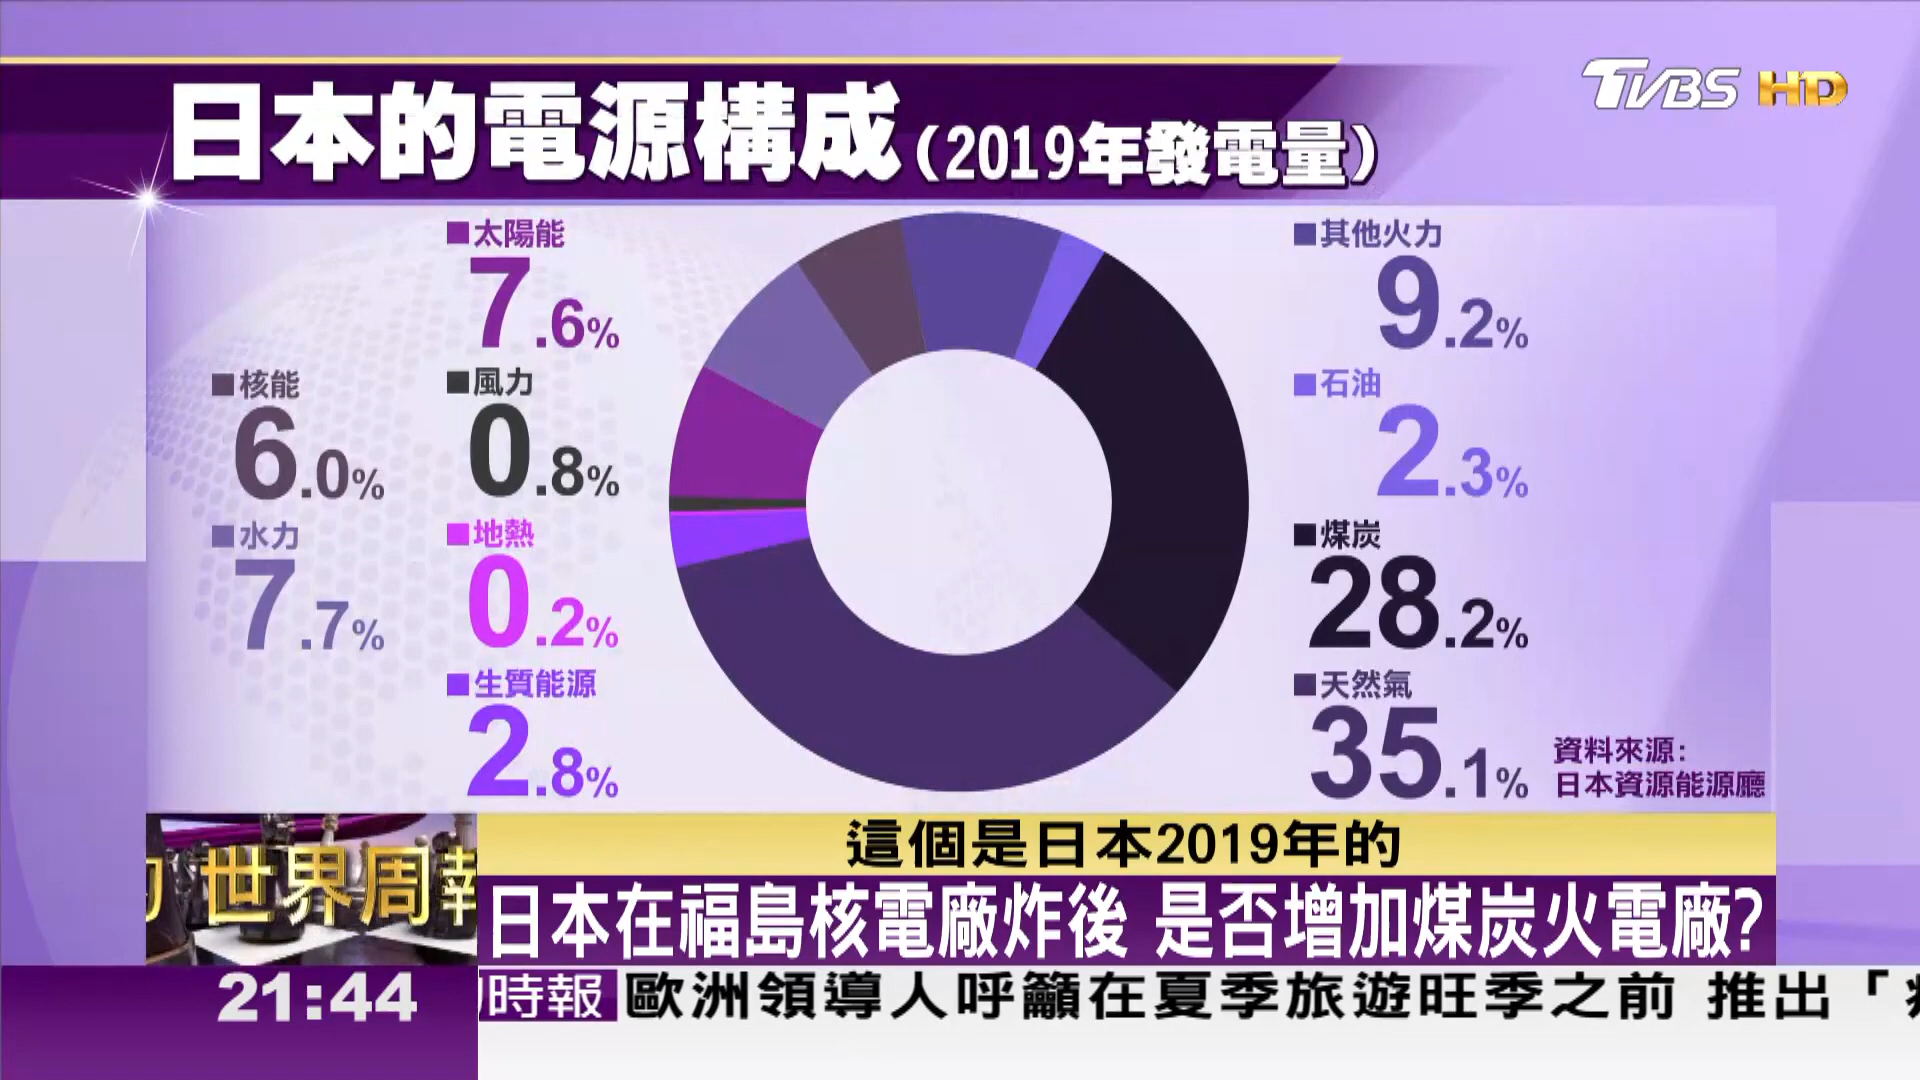 日本的電源構成(2019年發電量)
TVBS HD
太陽能
7.6%
核能
6.0%
風力
0.8%
水力
7.7%
地熱
0.2%
生質能源
2.8%
其他火力
9.2%
石油
2.3%
煤炭
28.2%
天然氣
35.1%
資料來源:
日本資源能源廳
世界周報
這個是日本2019年的
日本在福島核電廠炸後 是否增加煤炭火電廠?
21:44
時報 歐洲領導人呼籲在夏季旅遊旺季之前 推出「